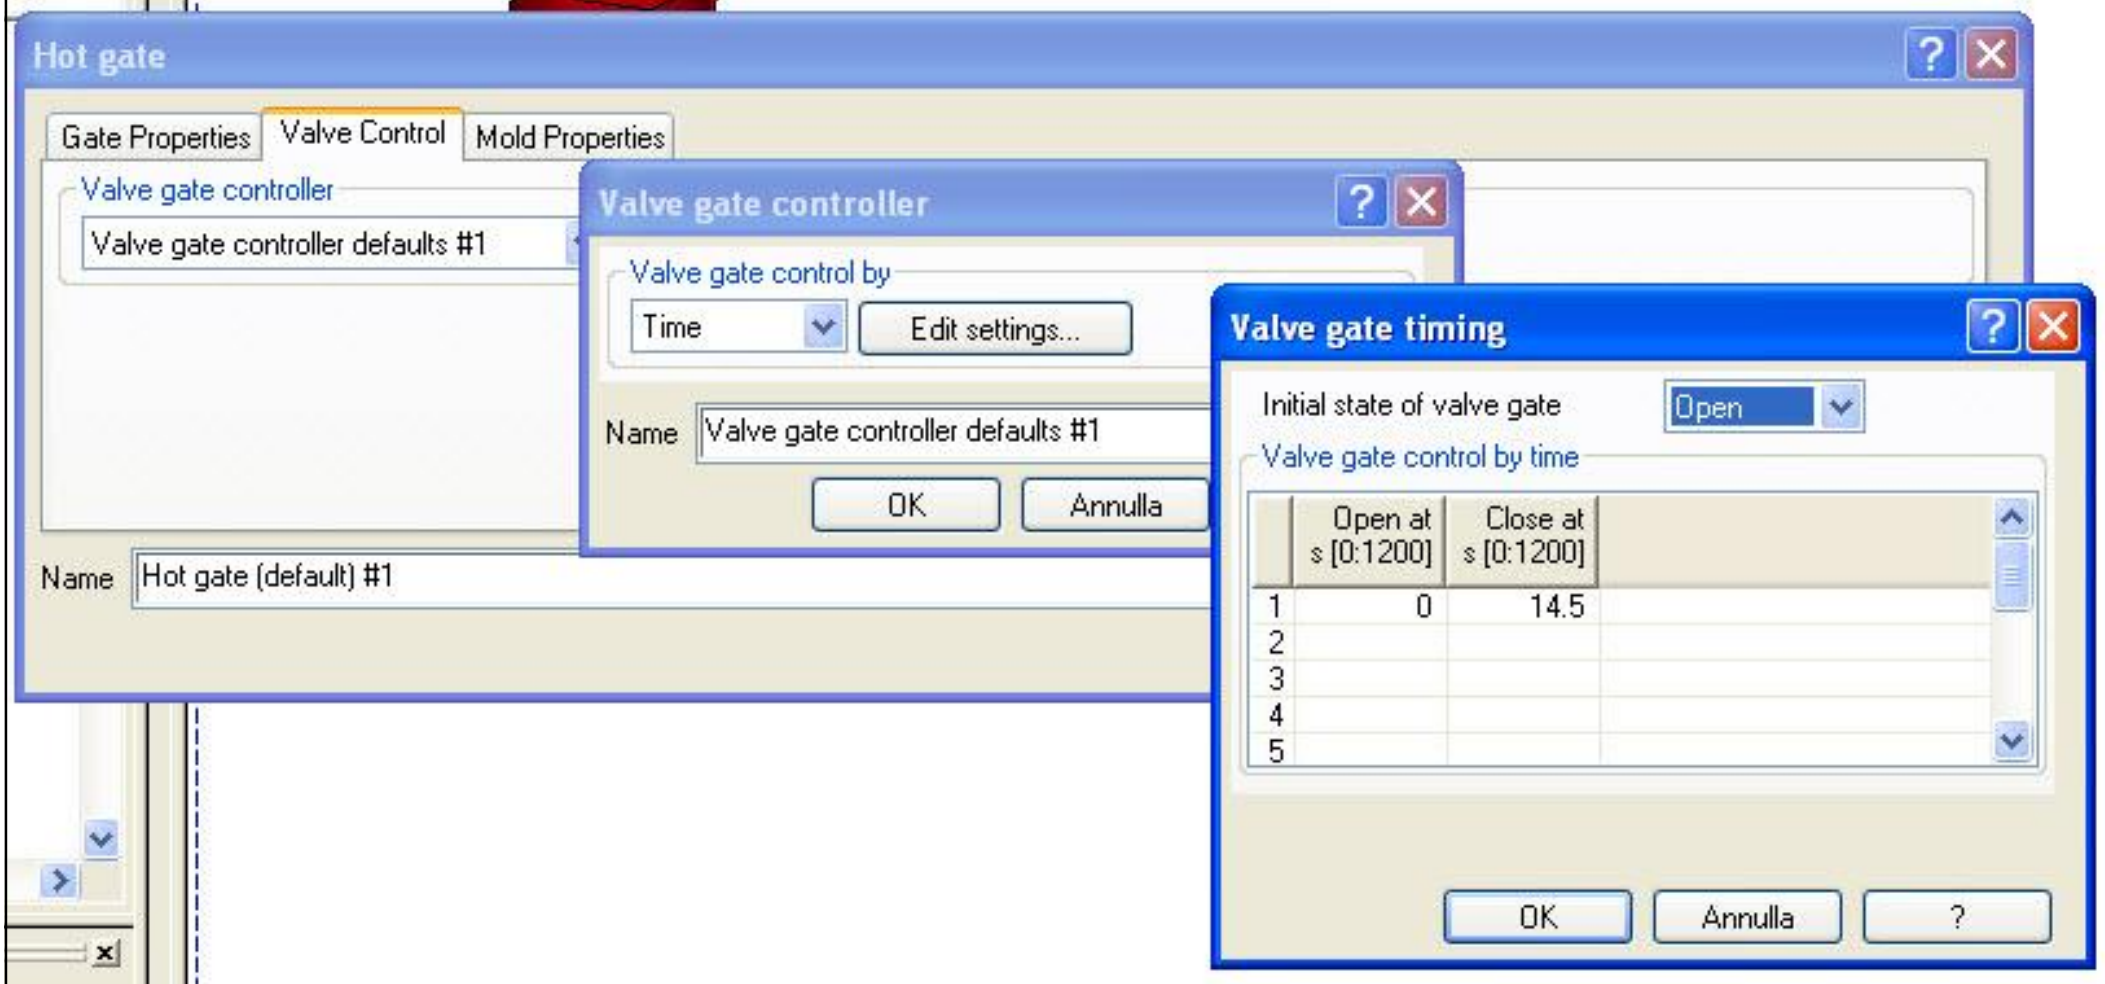 Hot gate
Gate Properties Valve Control Mold Properties
Valve gate controller
Valve gate controller defaults #1
Name Hot gate (default) #1
Valve gate controller
Valve gate control by
Time Edit settings...
Name Valve gate controller defaults #1
OK Annulla
Valve gate timing
Initial state of valve gate Open
Valve gate control by time
Open at Close at
s [0:1200] s [0:1200]
1 0 14.5
2
3
4
5
OK Annulla ?